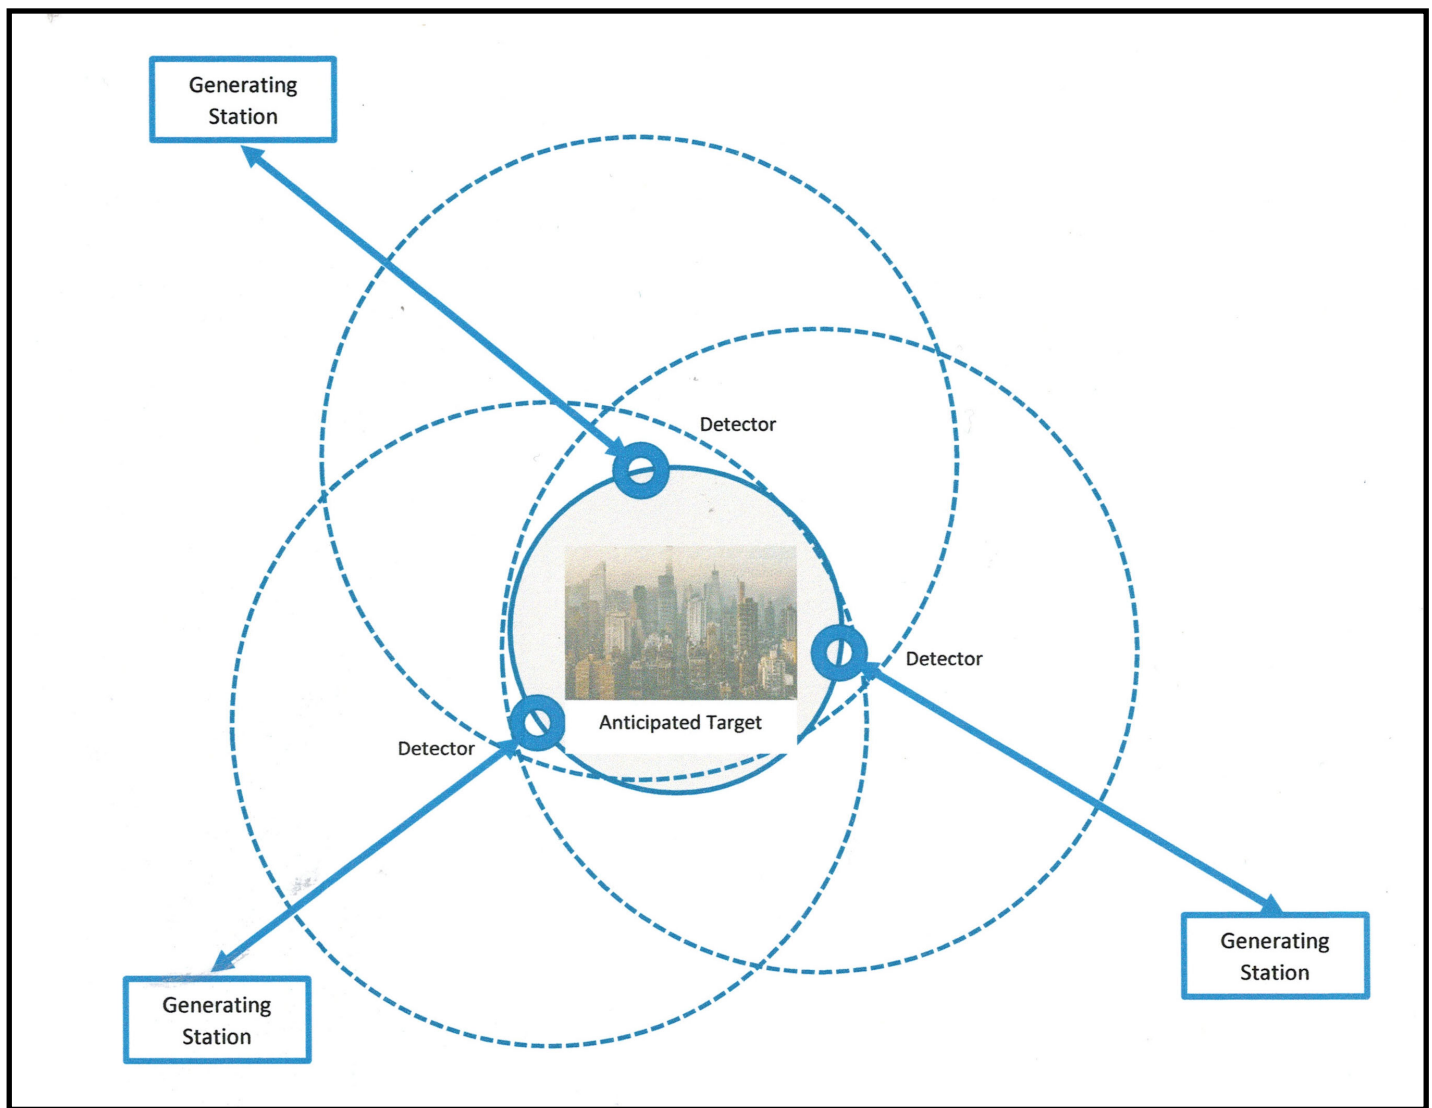 Generating
Station
Detector
Detector
Anticipated Target
Detector
Generating
Station
Generating
Station